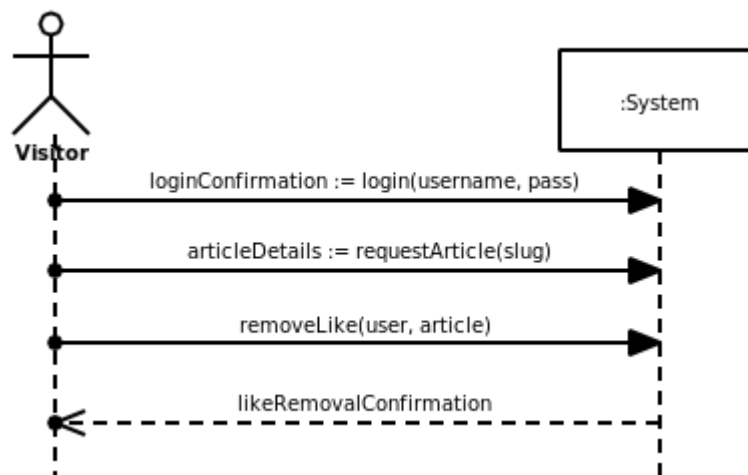 :System
Visitor
loginConfirmation := login(username, pass)
articleDetails := requestArticle(slug)
removeLike(user, article)
likeRemovalConfirmation